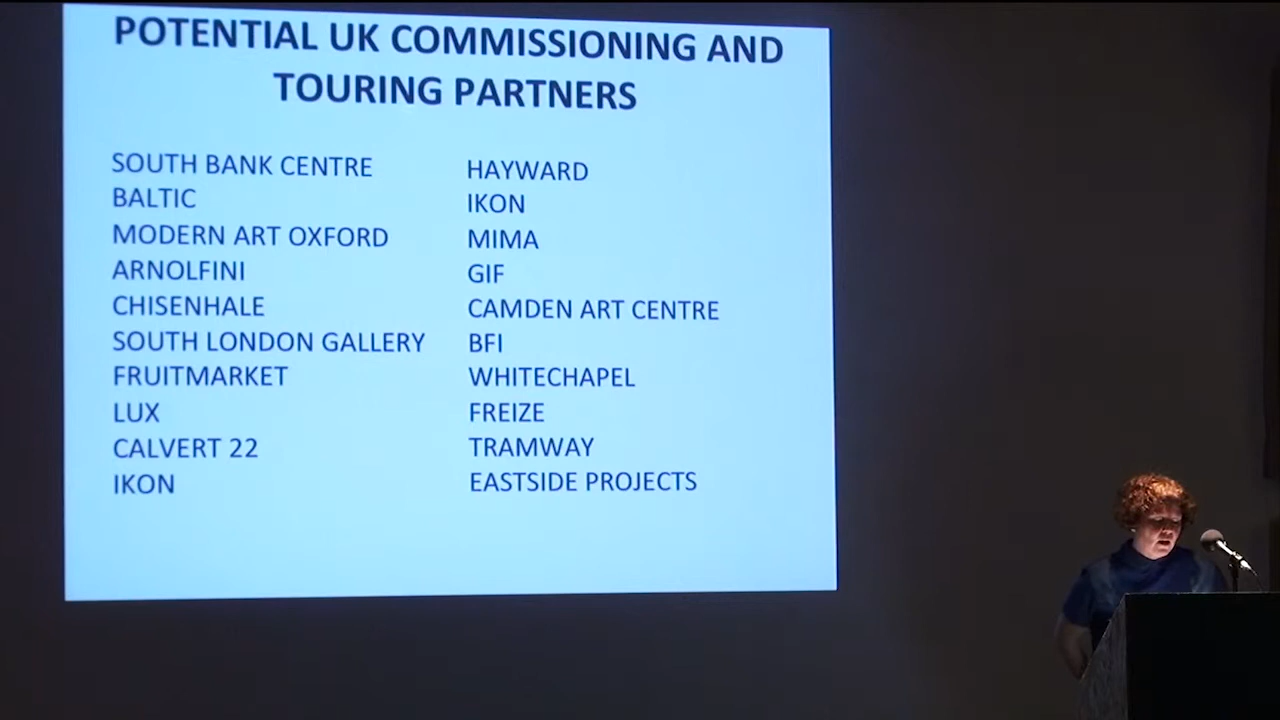 POTENTIAL UK COMMISSIONING AND
TOURING PARTNERS
SOUTH BANK CENTRE
BALTIC
MODERN ART OXFORD
ARNOLFINI
CHISENHALE
SOUTH LONDON GALLERY
FRUITMARKET
LUX
CALVERT 22
IKON
HAYWARD
IKON
MIMA
GIF
CAMDEN ART CENTRE
BFI
WHITECHAPEL
FREIZE
TRAMWAY
EASTSIDE PROJECTS